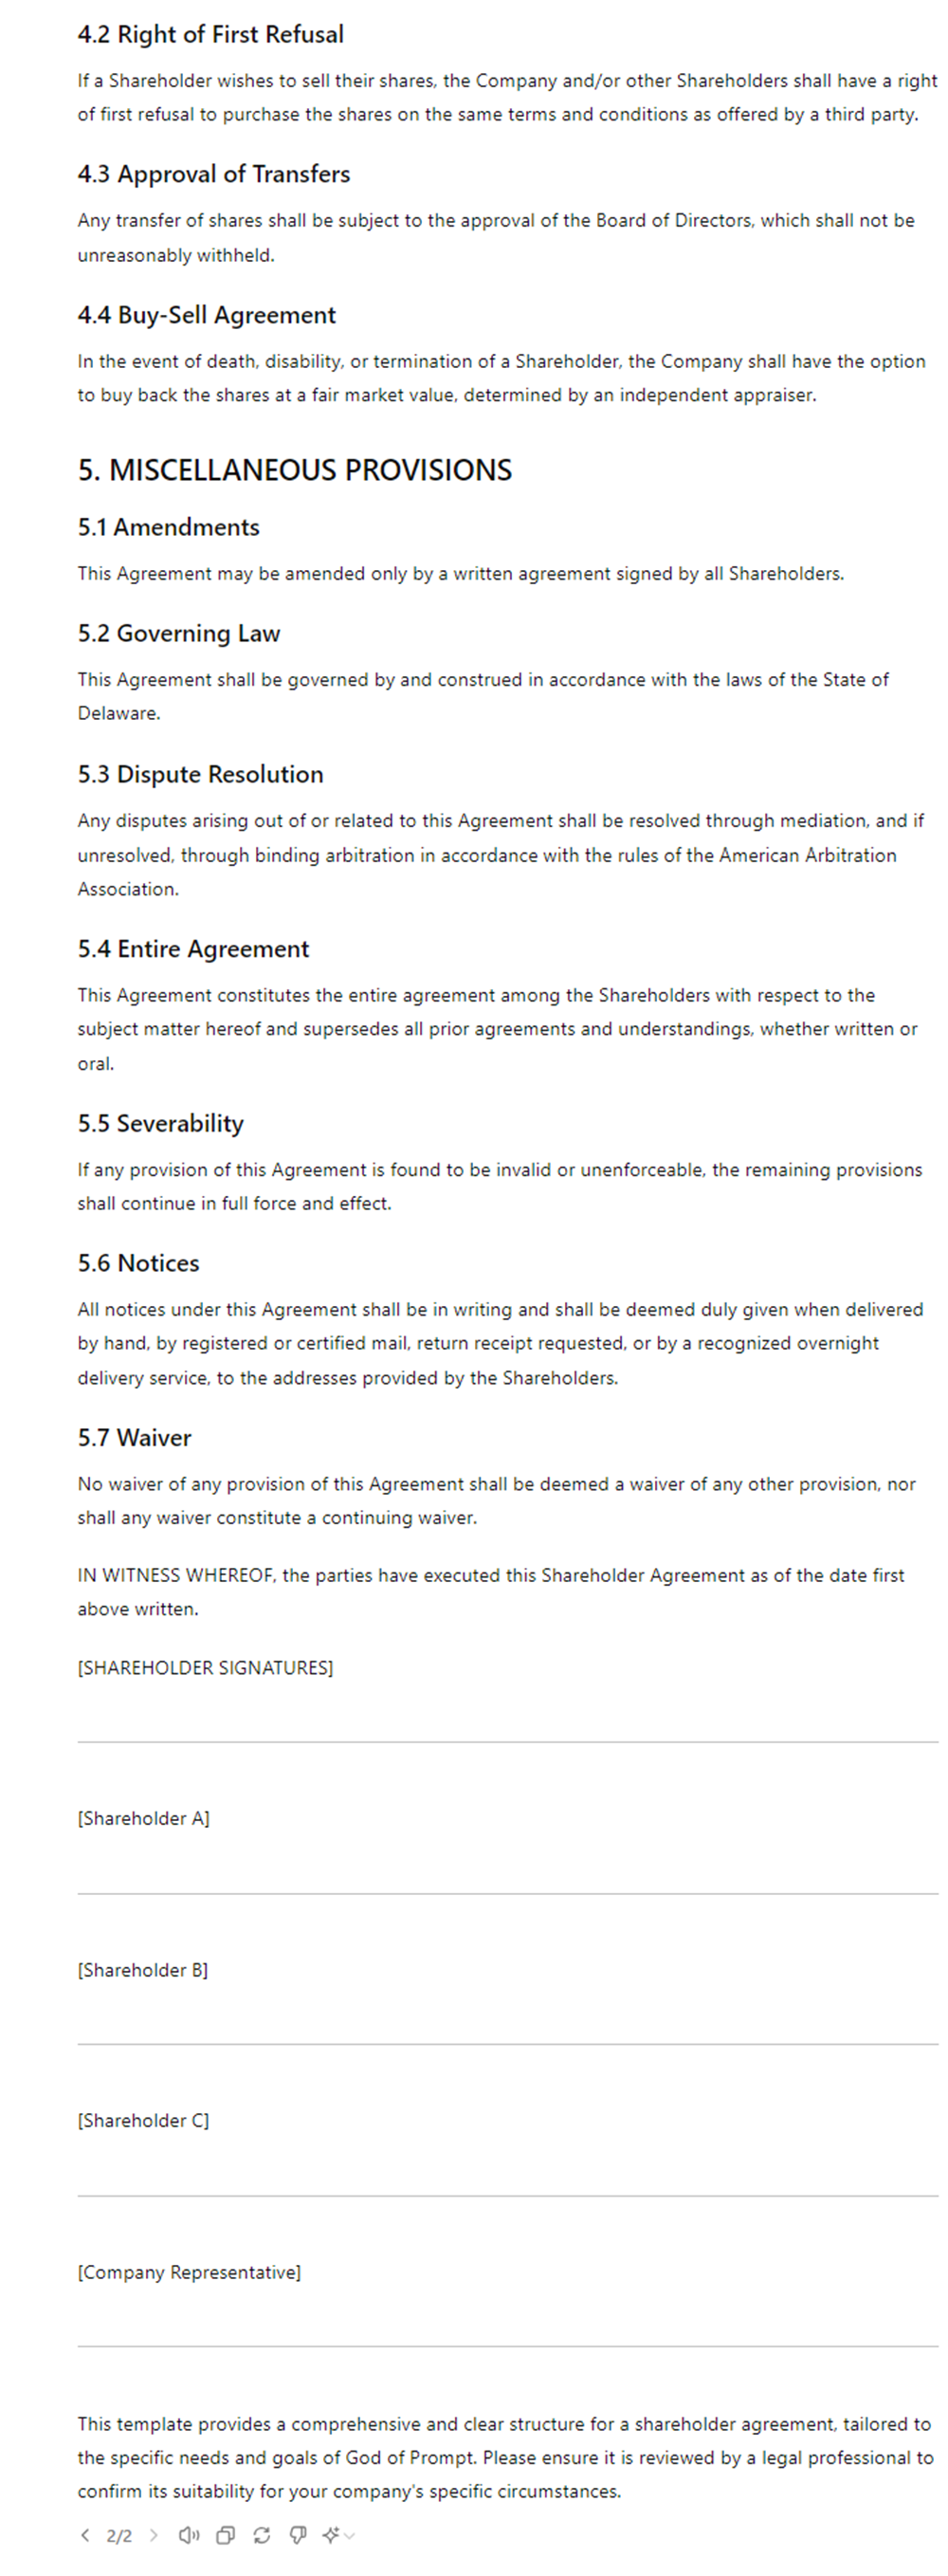 4.2 Right of First Refusal
If a Shareholder wishes to sell their shares, the Company and/or other Shareholders shall have a right
of first refusal to purchase the shares on the same terms and conditions as offered by a third party.
4.3 Approval of Transfers
Any transfer of shares shall be subject to the approval of the Board of Directors, which shall not be
unreasonably withheld.
4.4 Buy-Sell Agreement
In the event of death, disability, or termination of a Shareholder, the Company shall have the option
to buy back the shares at a fair market value, determined by an independent appraiser.
5. MISCELLANEOUS PROVISIONS
5.1 Amendments
This Agreement may be amended only by a written agreement signed by all Shareholders.
5.2 Governing Law
This Agreement shall be governed by and construed in accordance with the laws of the State of
Delaware.
5.3 Dispute Resolution
Any disputes arising out of or related to this Agreement shall be resolved through mediation, and if
unresolved, through binding arbitration in accordance with the rules of the American Arbitration
Association.
5.4 Entire Agreement
This Agreement constitutes the entire agreement among the Shareholders with respect to the
subject matter hereof and supersedes all prior agreements and understandings, whether written or
oral.
5.5 Severability
If any provision of this Agreement is found to be invalid or unenforceable, the remaining provisions
shall continue in full force and effect.
5.6 Notices
All notices under this Agreement shall be in writing and shall be deemed duly given when delivered
by hand, by registered or certified mail, return receipt requested, or by a recognized overnight
delivery service, to the addresses provided by the Shareholders.
5.7 Waiver
No waiver of any provision of this Agreement shall be deemed a waiver of any other provision, nor
shall any waiver constitute a continuing waiver.
IN WITNESS WHEREOF, the parties have executed this Shareholder Agreement as of the date first
above written.
[SHAREHOLDER SIGNATURES]
[Shareholder A]
[Shareholder B]
[Shareholder C]
[Company Representative]
This template provides a comprehensive and clear structure for a shareholder agreement, tailored to
the specific needs and goals of God of Prompt. Please ensure it is reviewed by a legal professional to
confirm its suitability for your company's specific circumstances.
2/2